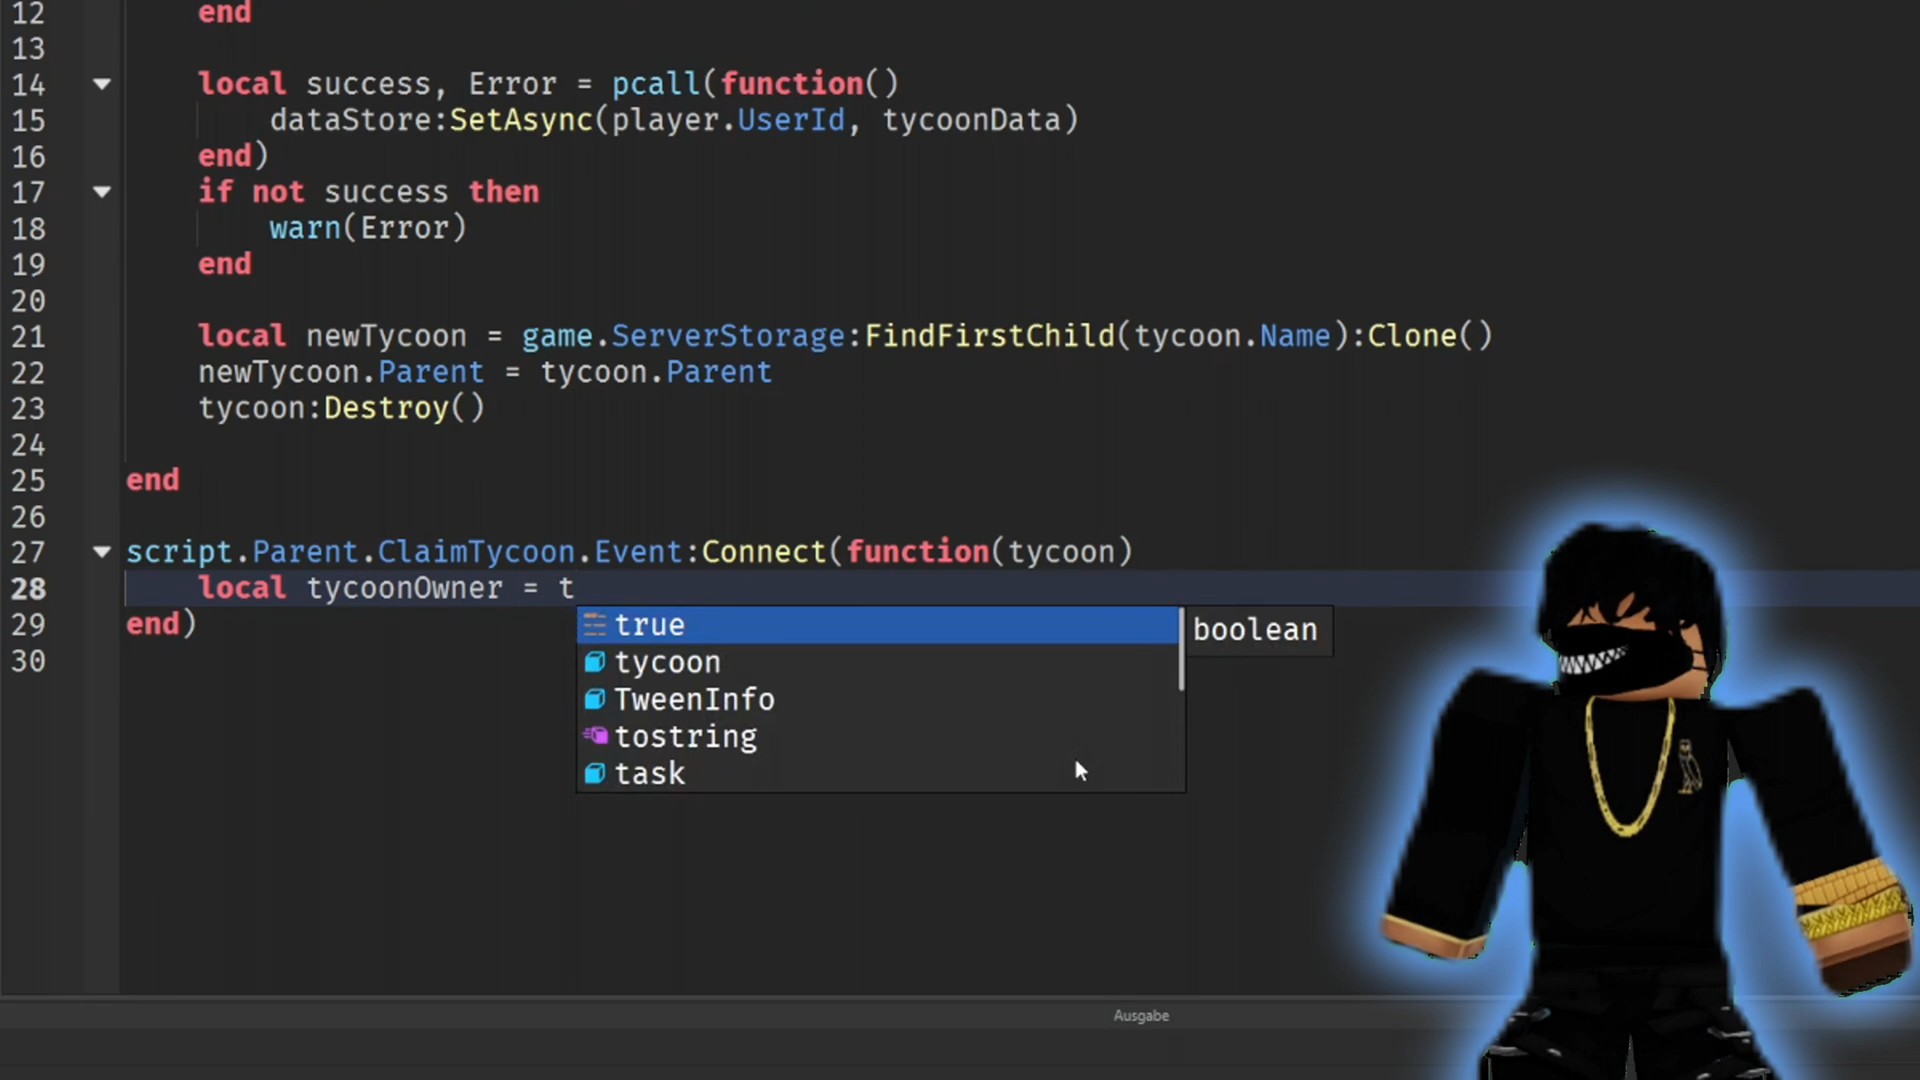 12 end
13
14 local success, Error = pcall(function()
15 dataStore:SetAsync(player.UserId, tycoonData)
16 end)
17 if not success then
18 warn(Error)
19 end
20
21 local newTycoon = game.ServerStorage:FindFirstChild(tycoon.Name):Clone()
22 newTycoon.Parent = tycoon.Parent
23 tycoon:Destroy()
24
25 end
26
27 script.Parent.ClaimTycoon.Event:Connect(function(tycoon)
28 local tycoonOwner = t
29 end)
30
true
boolean
tycoon
TweenInfo
tostring
task
Ausgabe